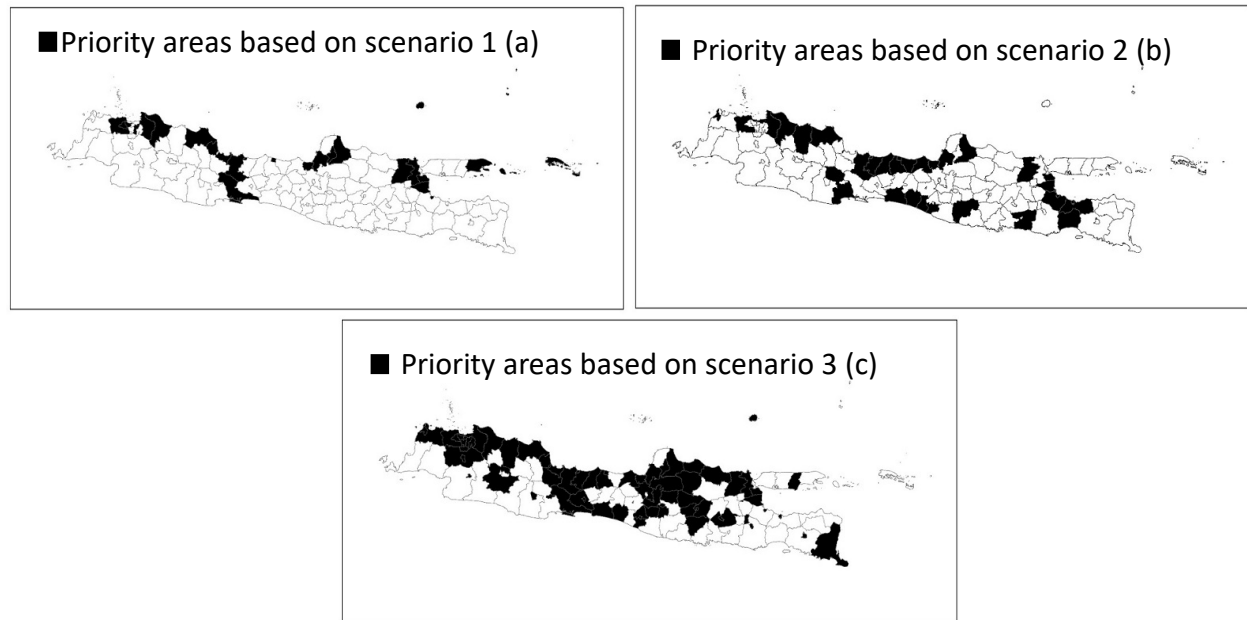 Priority areas based on scenario 1 (a)
Priority areas based on scenario 2 (b)
Priority areas based on scenario 3 (c)